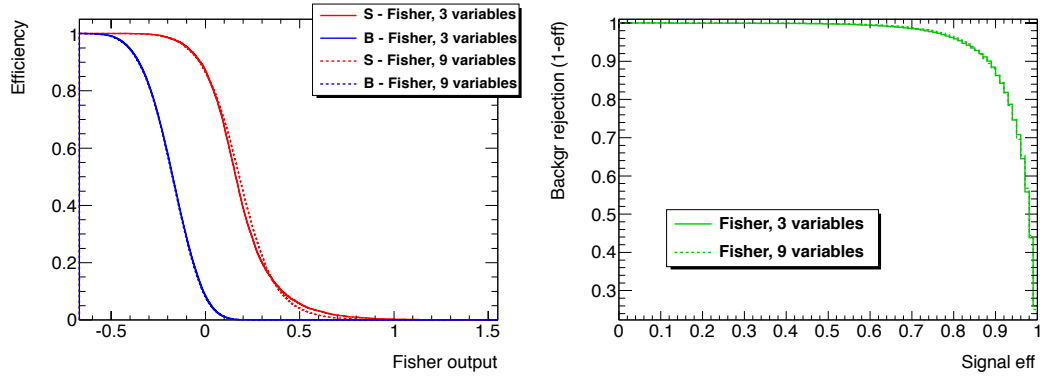 Efficiency
S - Fisher, 3 variables
B - Fisher, 3 variables
S - Fisher, 9 variables
B - Fisher, 9 variables
1
0.8
0.6
0.4
0.2
0
-0.5 0 0.5 1 1.5
Fisher output
Backgr rejection (1-eff)
1
0.9
0.8
0.7
0.6
0.5
0.4
0.3
Fisher, 3 variables
Fisher, 9 variables
0 0.1 0.2 0.3 0.4 0.5 0.6 0.7 0.8 0.9 1
Signal eff